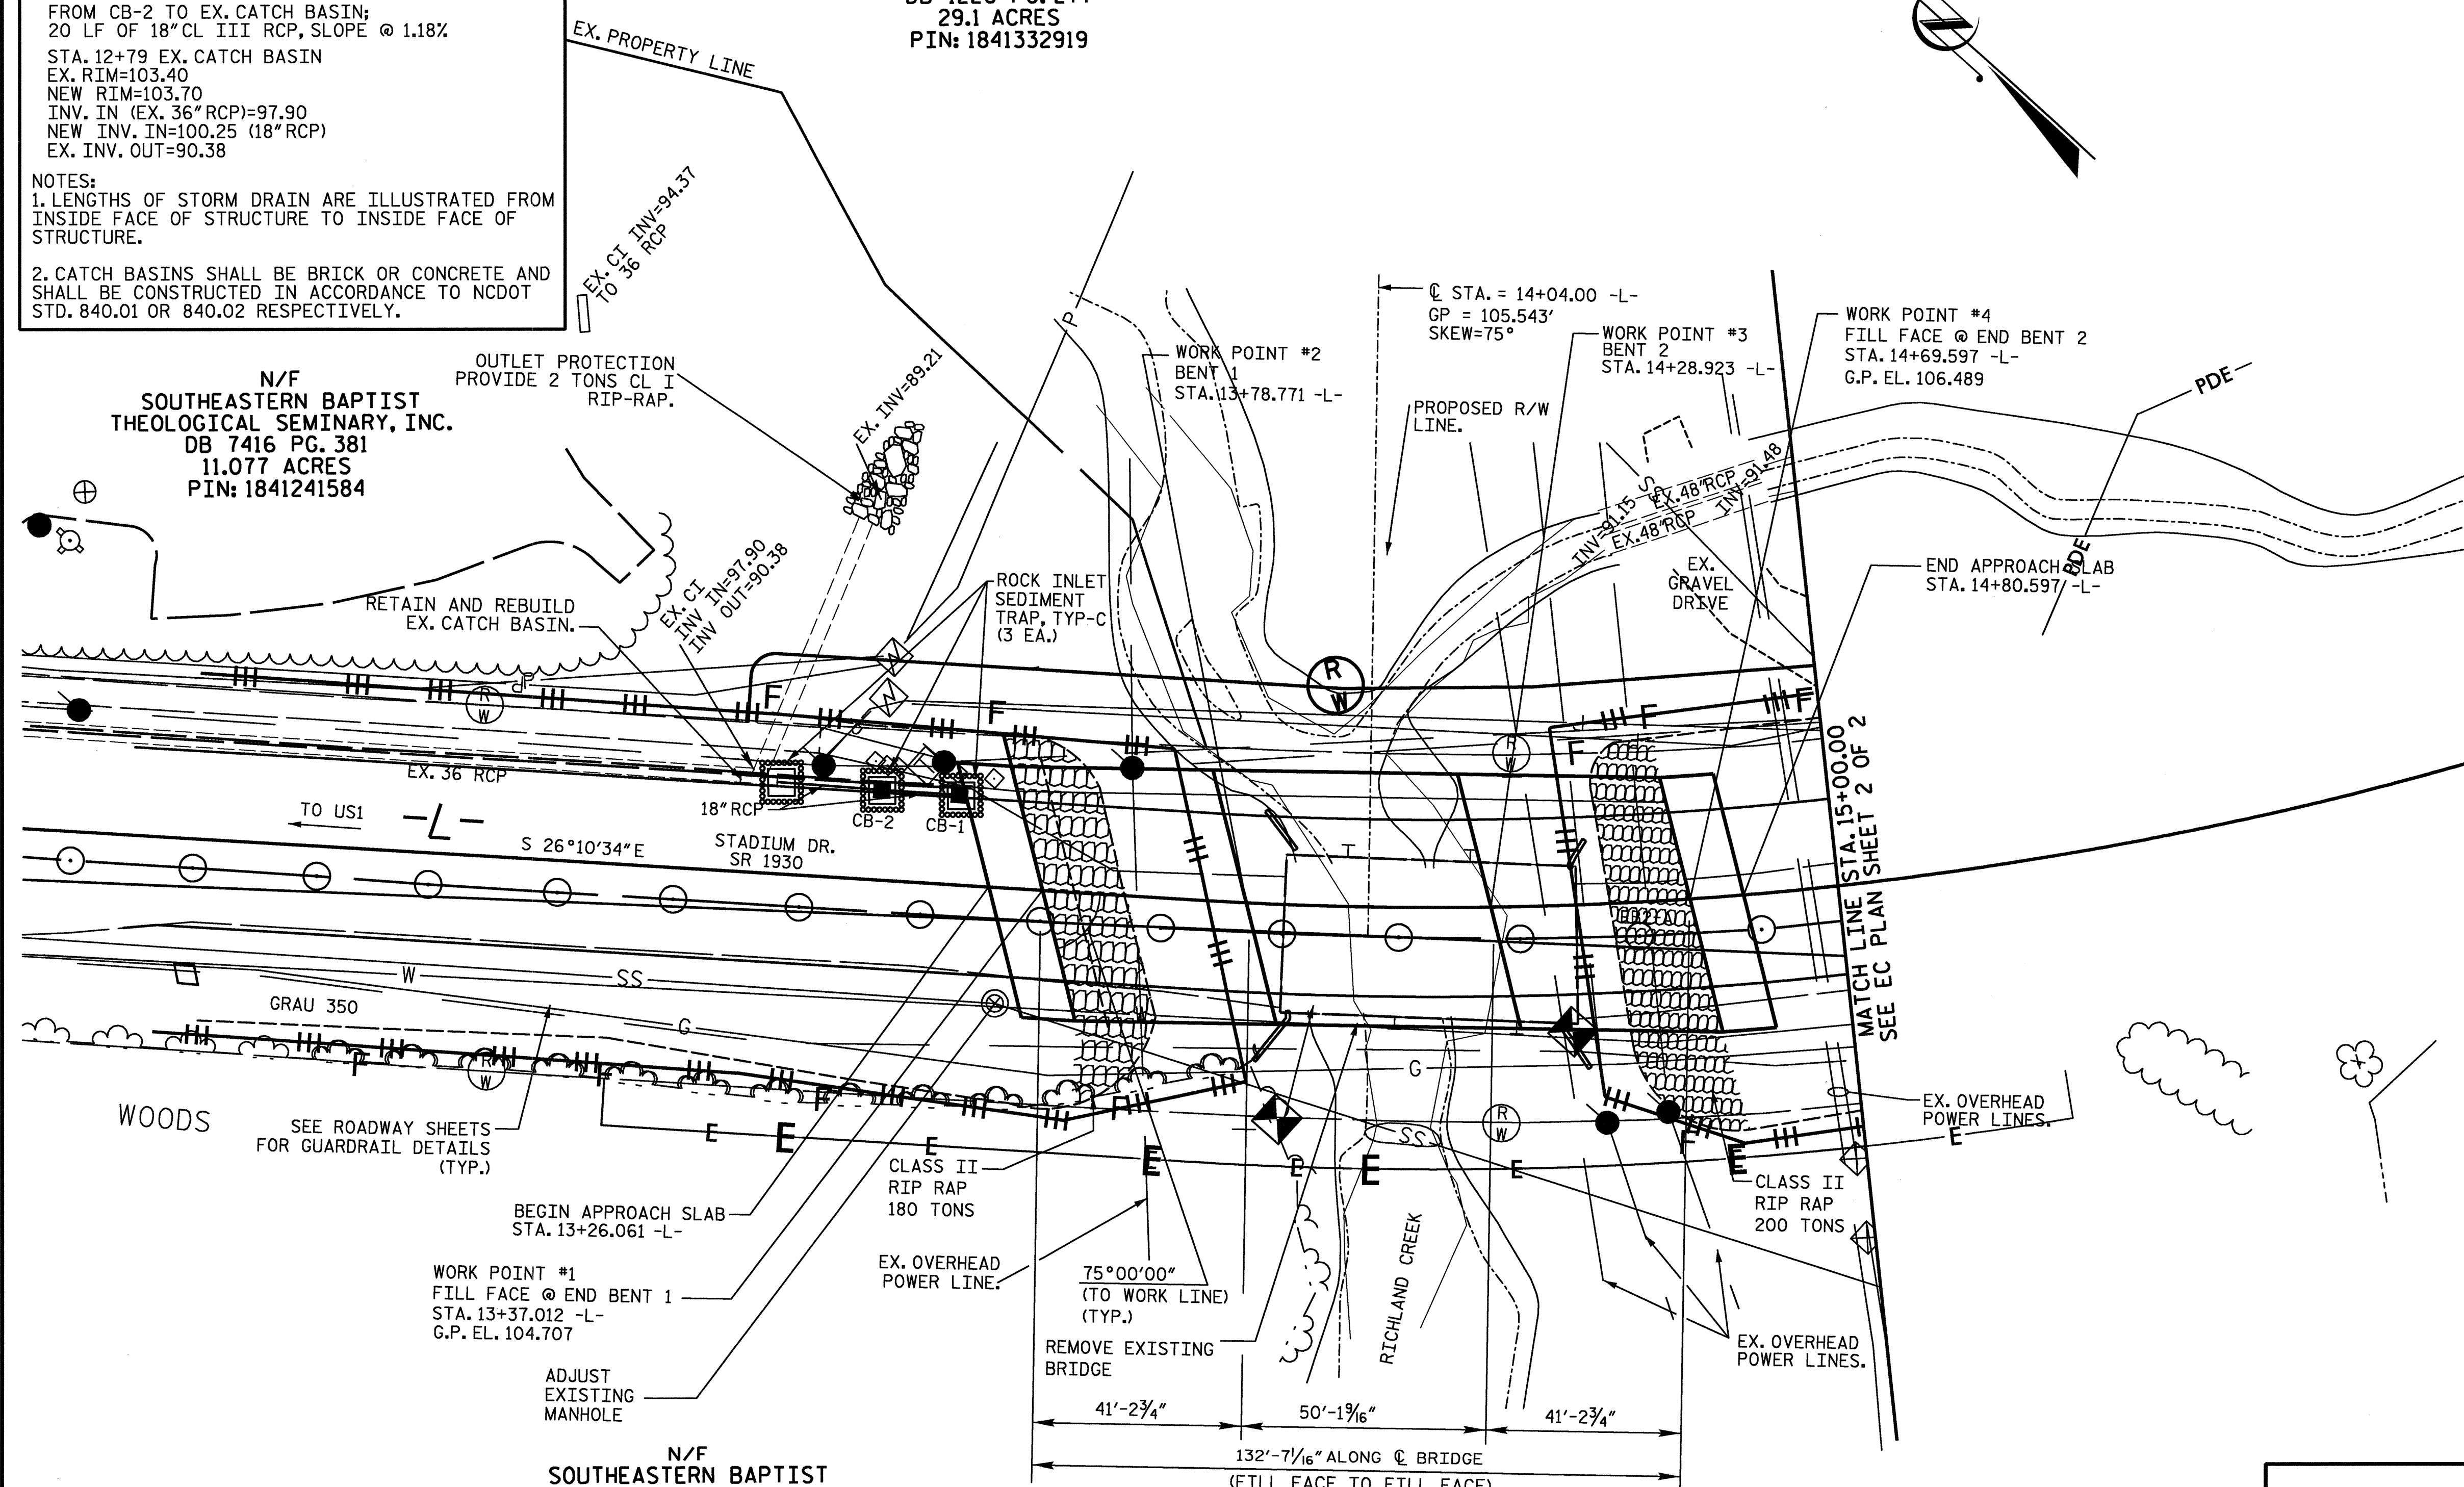 FROM CB-2 TO EX. CATCH BASIN;
20 LF OF 18" CL III RCP, SLOPE @ 1.18%
STA. 12+79 EX. CATCH BASIN
EX. RIM=103.40
NEW RIM=103.70
INV. IN (EX. 36" RCP)=97.90
NEW INV. IN=100.25 (18" RCP)
EX. INV. OUT=90.38
NOTES:
1. LENGTHS OF STORM DRAIN ARE ILLUSTRATED FROM
INSIDE FACE OF STRUCTURE TO INSIDE FACE OF
STRUCTURE.
2. CATCH BASINS SHALL BE BRICK OR CONCRETE AND
SHALL BE CONSTRUCTED IN ACCORDANCE TO NCDOT
STD. 840.01 OR 840.02 RESPECTIVELY.
EX. PROPERTY LINE
29.1 ACRES
PIN: 1841332919
EX. CI INV=94.37
TO 36 RCP
N/F
SOUTHEASTERN BAPTIST
THEOLOGICAL SEMINARY, INC.
DB 7416 PG. 381
11.077 ACRES
PIN: 1841241584
OUTLET PROTECTION
PROVIDE 2 TONS CL I
RIP-RAP.
EX. INV=89.21
P
WORK POINT #2
BENT 1
STA. 13+78.771 -L-
℄ STA. = 14+04.00 -L-
GP = 105.543'
SKEW=75°
WORK POINT #3
BENT 2
STA. 14+28.923 -L-
WORK POINT #4
FILL FACE @ END BENT 2
STA. 14+69.597 -L-
G.P. EL. 106.489
PROPOSED R/W
LINE.
PDE
PDE
EX. 48" RCP
EX. 48" RCP
INV=91.15
INV=91.48
EX.
GRAVEL
DRIVE
END APPROACH SLAB
STA. 14+80.597 -L-
RETAIN AND REBUILD
EX. CATCH BASIN.
EX. CI
INV IN=97.90
INV OUT=90.38
ROCK INLET
SEDIMENT
TRAP, TYP-C
(3 EA.)
R
W
R
W
R
W
F
F
F
F
F
EX. 36 RCP
18" RCP
CB-2
CB-1
TO US1
-L-
S 26°10'34" E
STADIUM DR.
SR 1930
MATCH LINE STA. 15+00.00
SEE EC PLAN SHEET 2 OF 2
W
SS
G
G
GRAU 350
R
W
R
W
F
F
F
F
F
WOODS
SEE ROADWAY SHEETS
FOR GUARDRAIL DETAILS
(TYP.)
E
E
E
E
E
E
E
E
SS
EX. OVERHEAD
POWER LINES.
CLASS II
RIP RAP
180 TONS
CLASS II
RIP RAP
200 TONS
BEGIN APPROACH SLAB
STA. 13+26.061 -L-
EX. OVERHEAD
POWER LINE.
75°00'00"
(TO WORK LINE)
(TYP.)
RICHLAND CREEK
WORK POINT #1
FILL FACE @ END BENT 1
STA. 13+37.012 -L-
G.P. EL. 104.707
REMOVE EXISTING
BRIDGE
EX. OVERHEAD
POWER LINES.
ADJUST
EXISTING
MANHOLE
41'-2¾"
50'-1 9/16"
41'-2¾"
132'-7 1/16" ALONG ℄ BRIDGE
(FILL FACE TO FILL FACE)
N/F
SOUTHEASTERN BAPTIST